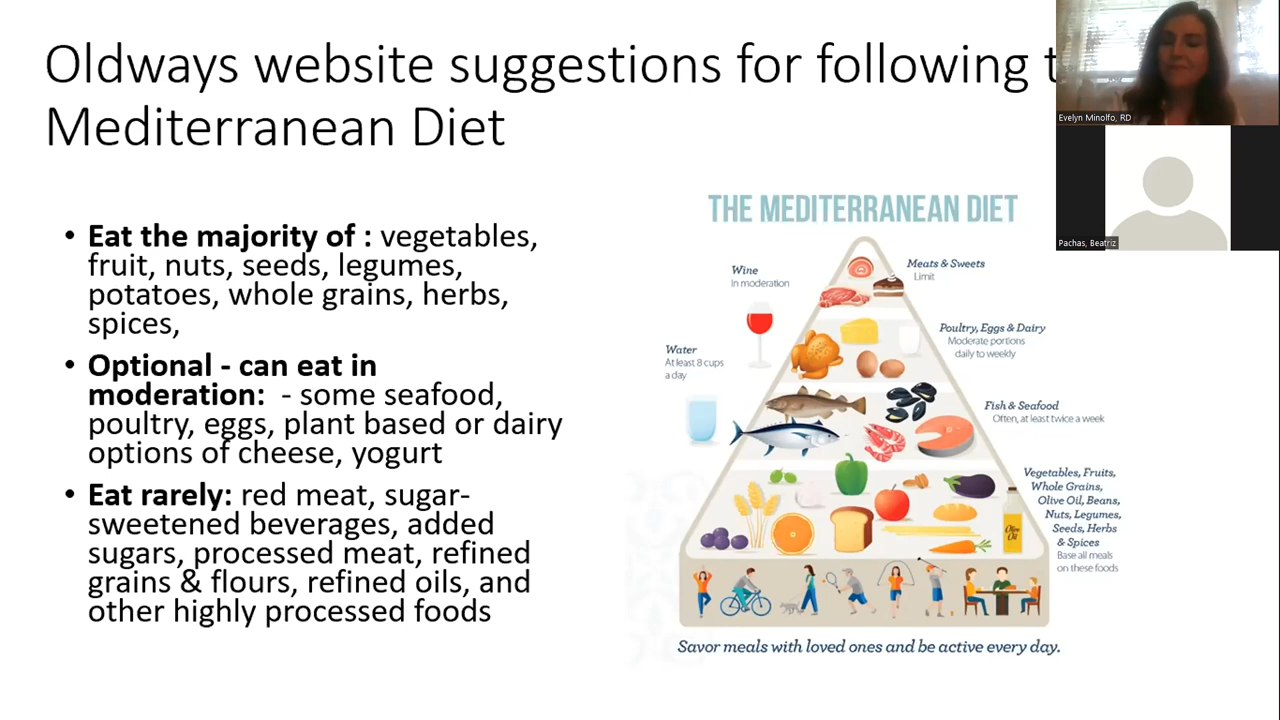 Oldways website suggestions for following t
Mediterranean Diet
• Eat the majority of : vegetables,
fruit, nuts, seeds, legumes,
potatoes, whole grains, herbs,
spices,
• Optional - can eat in
moderation:  - some seafood,
poultry, eggs, plant based or dairy
options of cheese, yogurt
• Eat rarely: red meat, sugar-
sweetened beverages, added
sugars, processed meat, refined
grains & flours, refined oils, and
other highly processed foods
THE MEDITERRANEAN DIET
Wine
In moderation
Meats & Sweets
Limit
Water
At least 8 cups
a day
Poultry, Eggs & Dairy
Moderate portions
daily to weekly
Fish & Seafood
Often, at least twice a week
Vegetables, Fruits,
Whole Grains,
Olive Oil, Beans,
Nuts, Legumes,
Seeds, Herbs
& Spices
Base all meals
on these foods
Olive
Oil
Savor meals with loved ones and be active every day.
Evelyn Minolfo, RD
Pachas, Beatriz